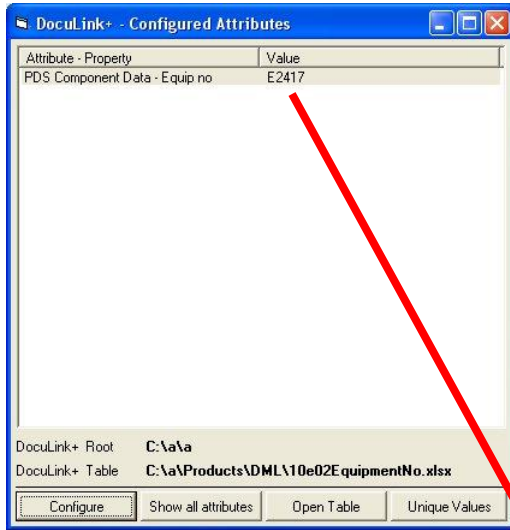 DocuLink+ - Configured Attributes
Attribute - Property Value
PDS Component Data - Equip no E2417
DocuLink+ Root C:\a\a
DocuLink+ Table C:\a\Products\DML\10e02EquipmentNo.xlsx
Configure Show all attributes Open Table Unique Values